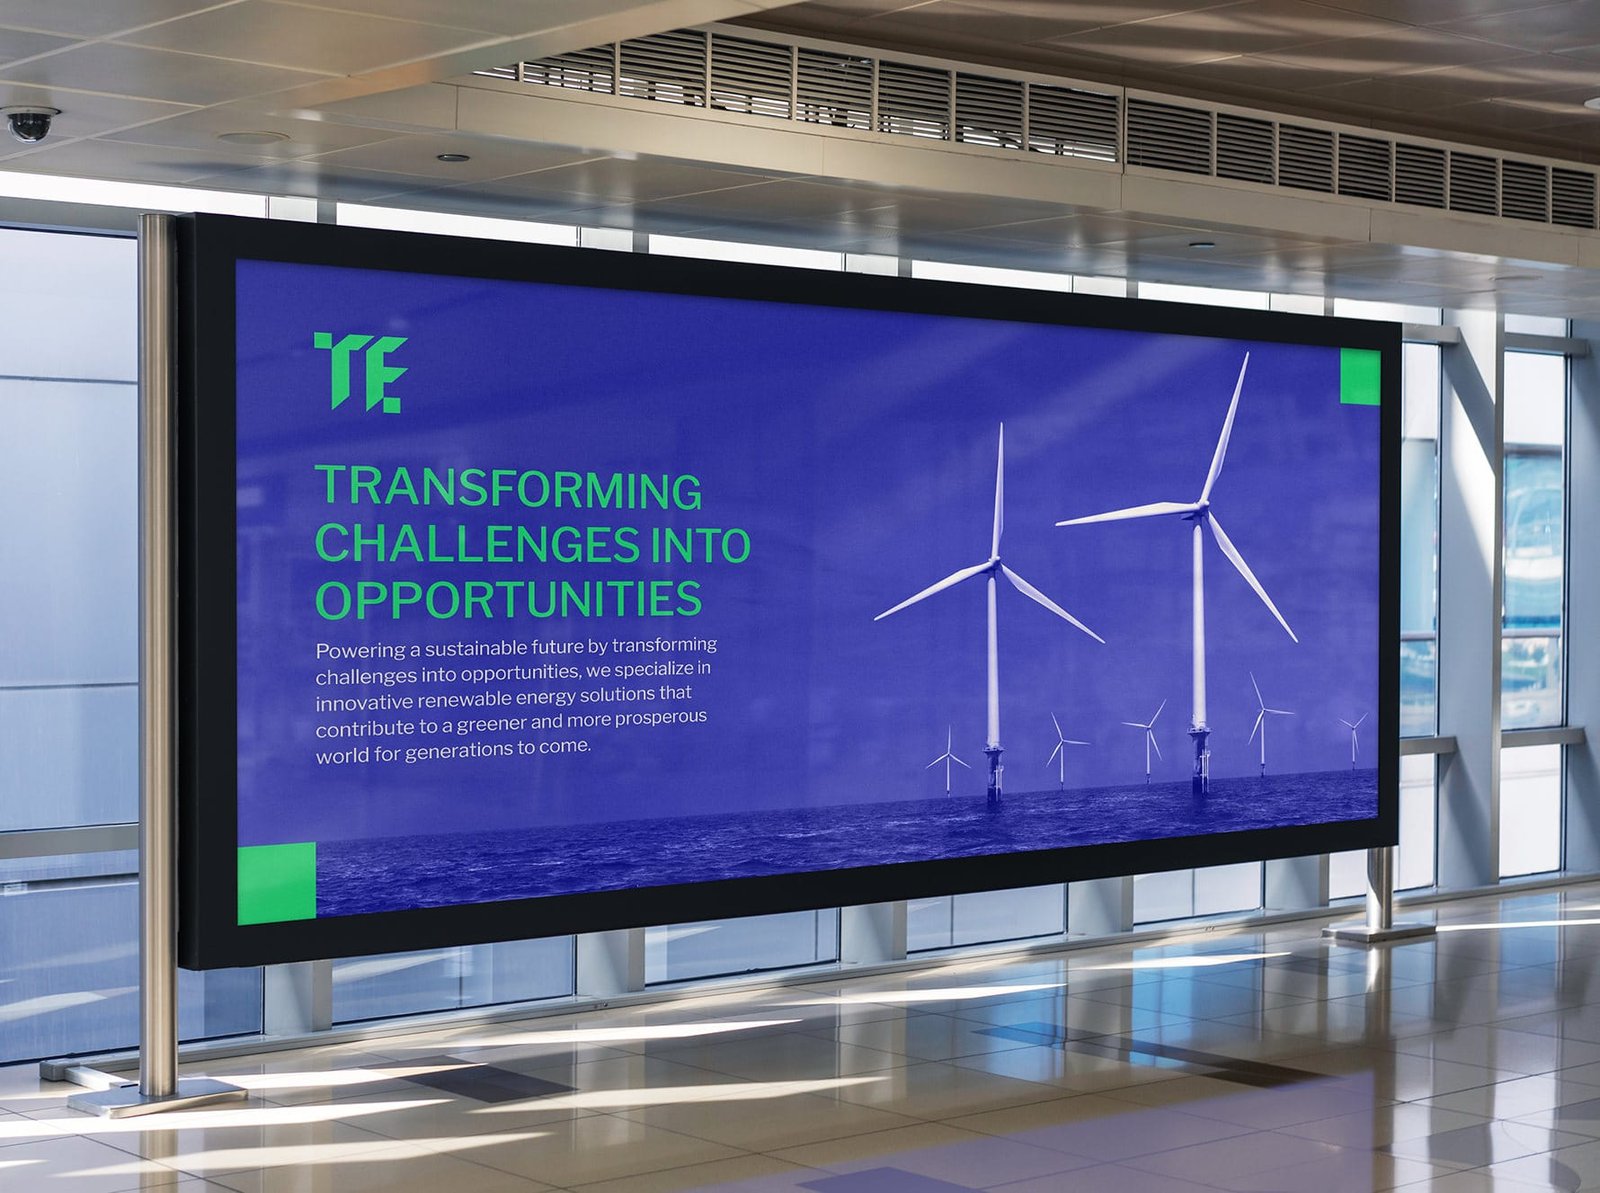 TE
TRANSFORMING
CHALLENGES INTO
OPPORTUNITIES
Powering a sustainable future by transforming
challenges into opportunities, we specialize in
innovative renewable energy solutions that
contribute to a greener and more prosperous
world for generations to come.